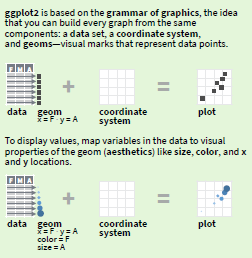 ggplot2 is based on the grammar of graphics, the idea
that you can build every graph from the same
components: a data set, a coordinate system,
and geoms—visual marks that represent data points.
F M A
+ =
data geom coordinate plot
x = F · y = A system
To display values, map variables in the data to visual
properties of the geom (aesthetics) like size, color, and x
and y locations.
F M A
+ =
data geom coordinate plot
x = F · y = A system
color = F
size = A